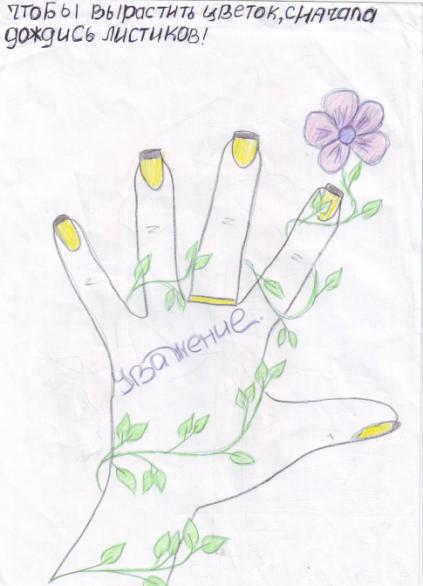 чтобы вырастить цветок, сначала
дождись листиков!
уважение.